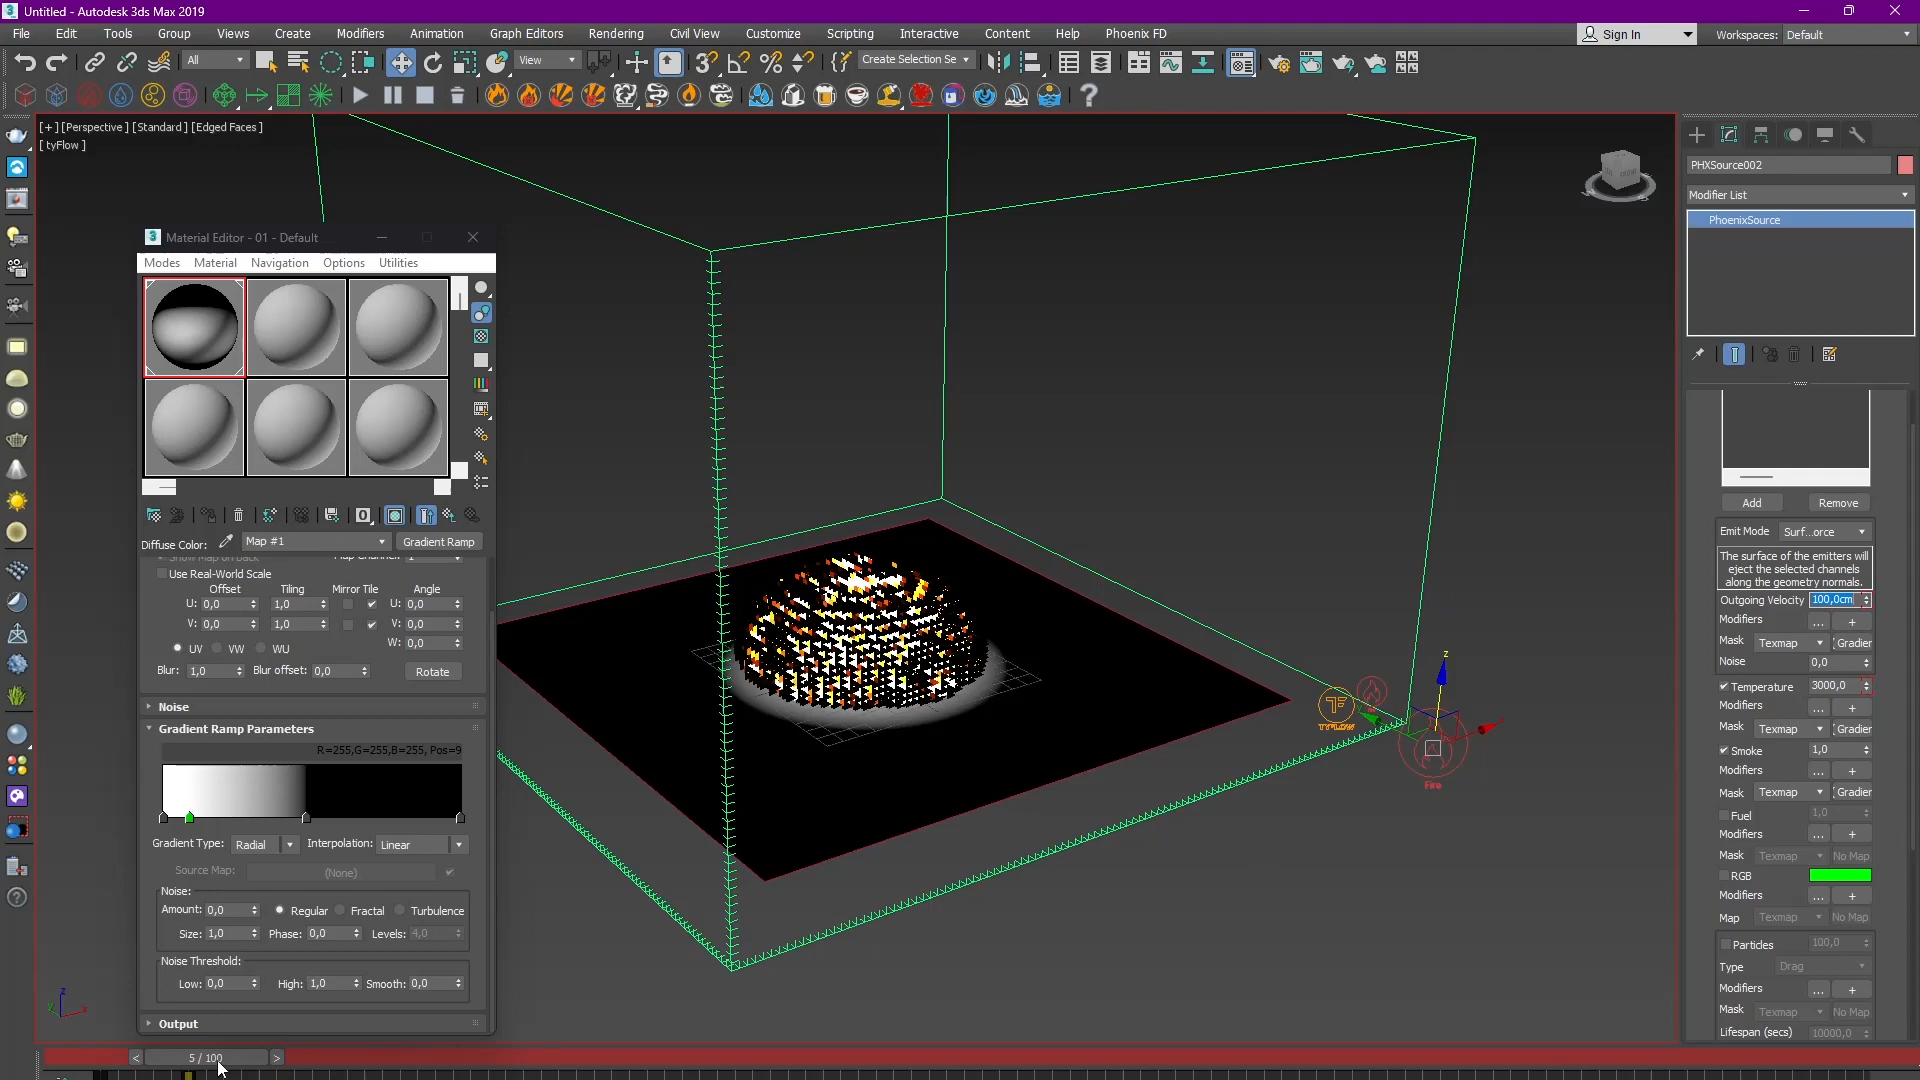 Untitled - Autodesk 3ds Max 2019
File Edit Tools Group Views Create Modifiers Animation Graph Editors Rendering Civil View Customize Scripting Interactive Content Help Phoenix FD
Sign In Workspaces: Default
All View Create Selection Se
[+] [Perspective] [Standard] [Edged Faces]
[ tyFlow ]
Material Editor - 01 - Default
Modes Material Navigation Options Utilities
Diffuse Color: Map #1 Gradient Ramp
Use Real-World Scale
Offset Tiling Mirror Tile Angle
U: 0,0 1,0 U: 0,0
V: 0,0 1,0 V: 0,0
W: 0,0
UV VW WU
Blur: 1,0 Blur offset: 0,0 Rotate
Noise
Gradient Ramp Parameters
R=255,G=255,B=255, Pos=9
Gradient Type: Radial Interpolation: Linear
Source Map: (None)
Noise:
Amount: 0,0 Regular Fractal Turbulence
Size: 1,0 Phase: 0,0 Levels: 4,0
Noise Threshold:
Low: 0,0 High: 1,0 Smooth: 0,0
Output
< 5 / 100 >
TYFLOW
Fire
z
PHXSource002
Modifier List
PhoenixSource
Add Remove
Emit Mode Surf...orce
The surface of the emitters will
eject the selected channels
along the geometry normals.
Outgoing Velocity 100,0cm
Modifiers ... +
Mask Texmap Gradier
Noise 0,0
Temperature 3000,0
Modifiers ... +
Mask Texmap Gradier
Smoke 1,0
Modifiers ... +
Mask Texmap Gradier
Fuel 1,0
Modifiers ... +
Mask Texmap No Map
RGB
Modifiers ... +
Map Texmap No Map
Particles 100,0
Type Drag
Modifiers ... +
Mask Texmap No Map
Lifespan (secs) 10000,0